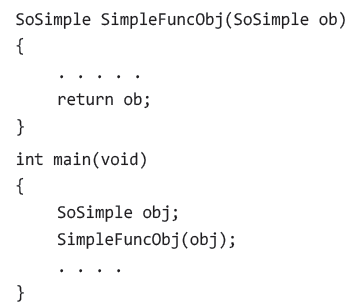 SoSimple SimpleFuncObj(SoSimple ob)
{
. . . . .
return ob;
}
int main(void)
{
SoSimple obj;
SimpleFuncObj(obj);
. . . .
}